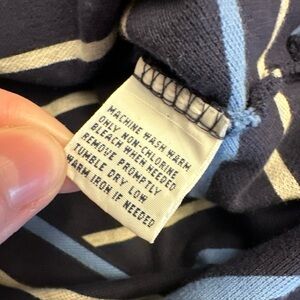 MACHINE WASH WARM
ONLY NON-CHLORINE
BLEACH WHEN NEEDED
REMOVE PROMPTLY
TUMBLE DRY LOW
WARM IRON IF NEEDED